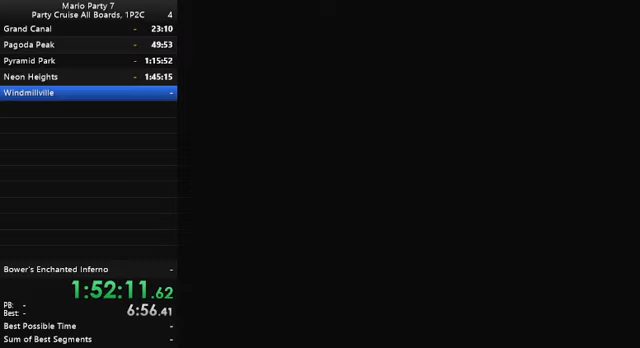 Mario Party 7
Party Cruise All Boards, 1P2C 4
Grand Canal - 23:10
Pagoda Peak - 49:53
Pyramid Park - 1:15:52
Neon Heights - 1:45:15
Windmillville -
Bower's Enchanted Inferno -
1:52:11.62
PB: -
Best: - 6:56.41
Best Possible Time -
Sum of Best Segments -